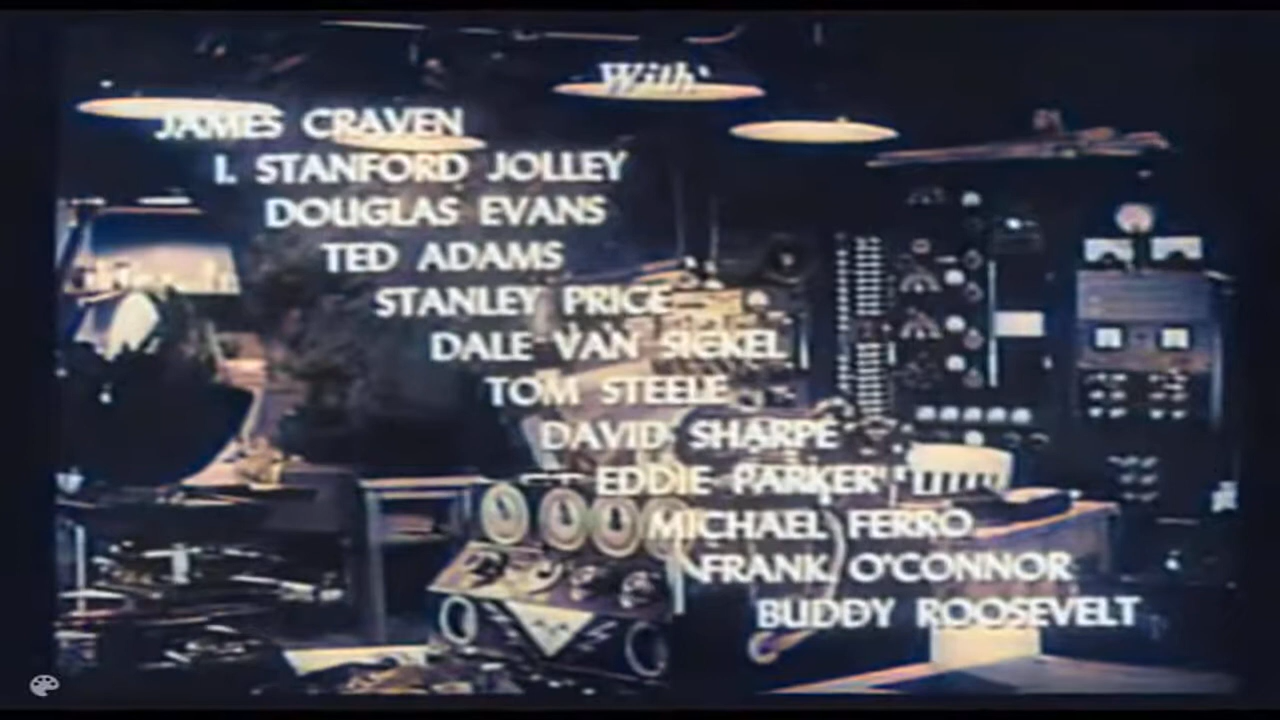 With
JAMES CRAVEN
I. STANFORD JOLLEY
DOUGLAS EVANS
TED ADAMS
STANLEY PRICE
DALE VAN SICKEL
TOM STEELE
DAVID SHARPE
EDDIE PARKER
MICHAEL FERRO
FRANK O'CONNOR
BUDDY ROOSEVELT